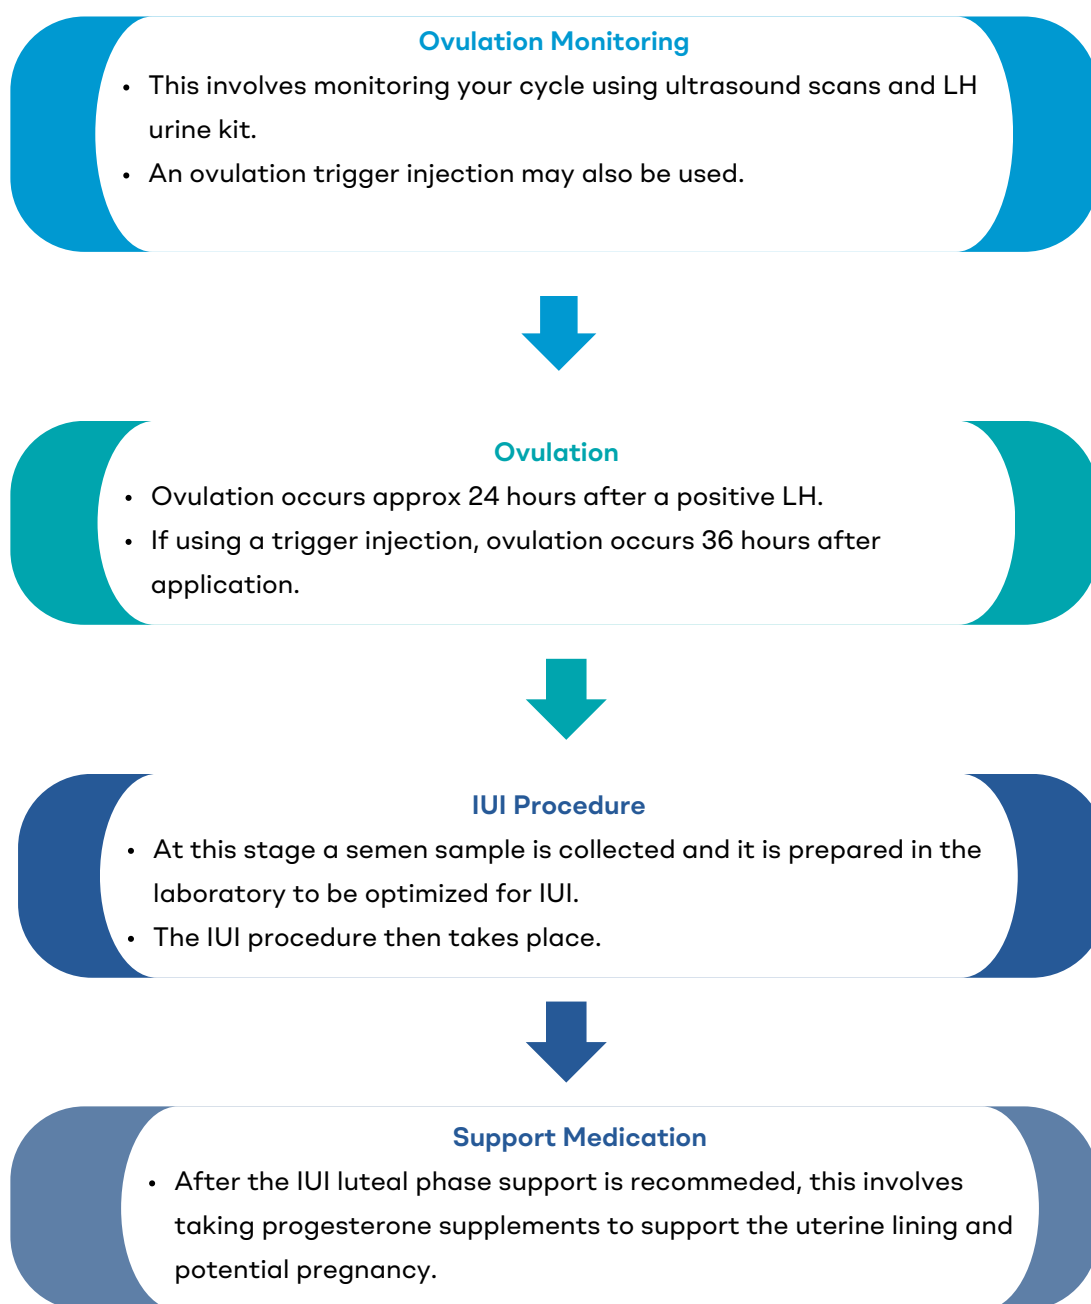 Ovulation Monitoring
• This involves monitoring your cycle using ultrasound scans and LH
urine kit.
• An ovulation trigger injection may also be used.
Ovulation
• Ovulation occurs approx 24 hours after a positive LH.
• If using a trigger injection, ovulation occurs 36 hours after
application.
IUI Procedure
• At this stage a semen sample is collected and it is prepared in the
laboratory to be optimized for IUI.
• The IUI procedure then takes place.
Support Medication
• After the IUI luteal phase support is recommeded, this involves
taking progesterone supplements to support the uterine lining and
potential pregnancy.